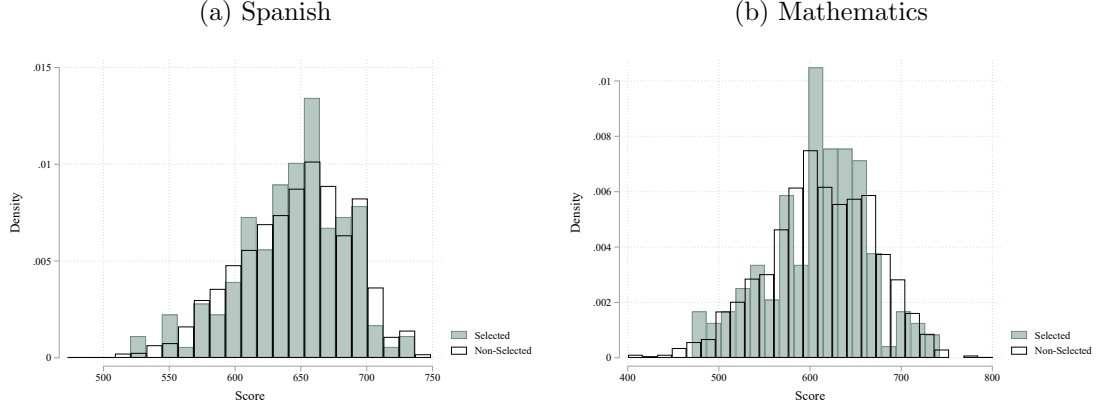 (a) Spanish
.015
.01
.005
0
Density
500 550 600 650 700 750
Score
Selected
Non-Selected
(b) Mathematics
.01
.008
.006
.004
.002
0
Density
400 500 600 700 800
Score
Selected
Non-Selected